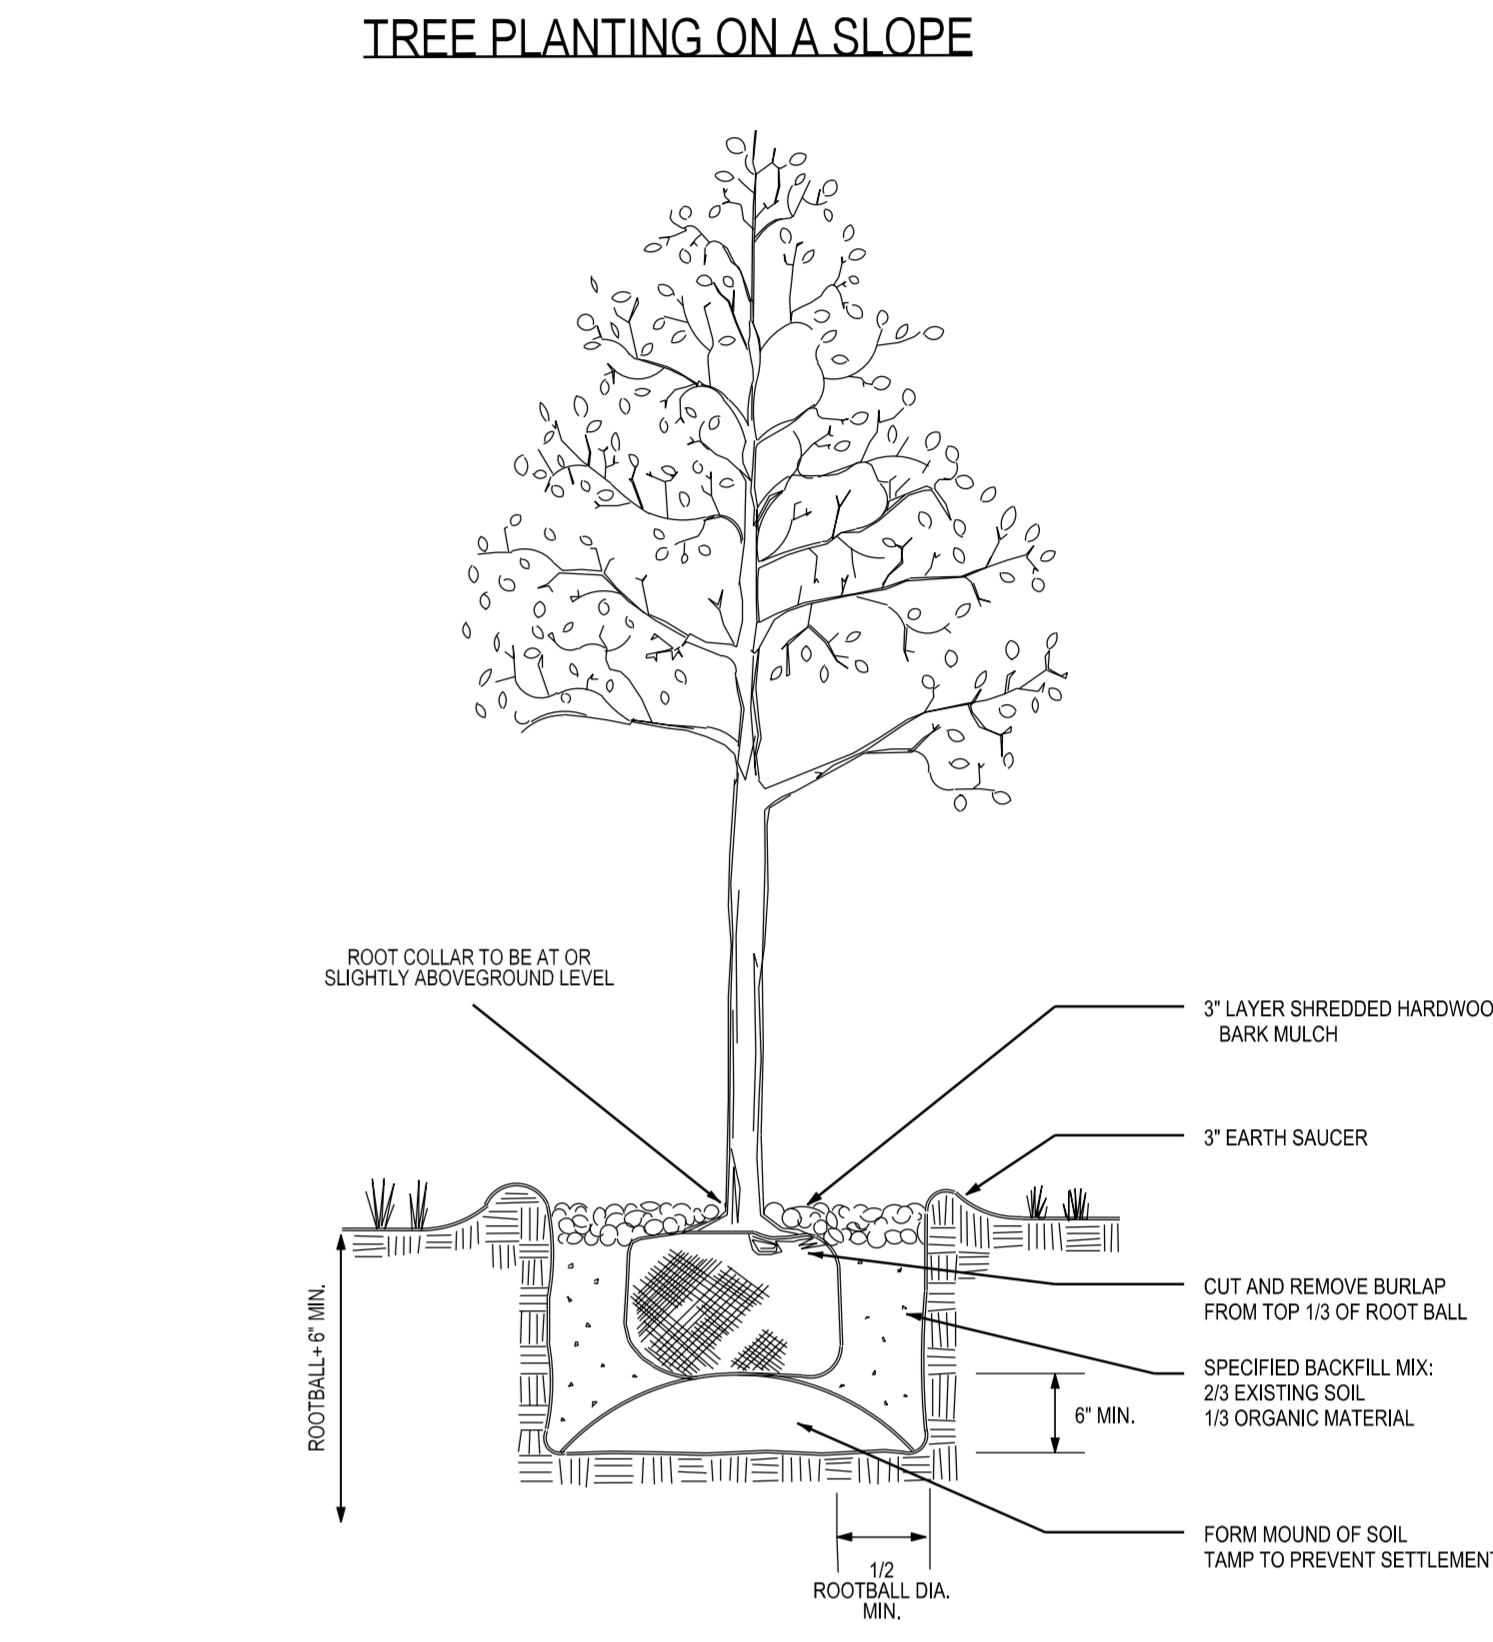 TREE PLANTING ON A SLOPE
ROOT COLLAR TO BE AT OR
SLIGHTLY ABOVEGROUND LEVEL
3" LAYER SHREDDED HARDWOO
BARK MULCH
3" EARTH SAUCER
CUT AND REMOVE BURLAP
FROM TOP 1/3 OF ROOT BALL
ROOTBALL+6" MIN.
SPECIFIED BACKFILL MIX:
2/3 EXISTING SOIL
1/3 ORGANIC MATERIAL
6" MIN.
FORM MOUND OF SOIL
TAMP TO PREVENT SETTLEMENT
1/2
ROOTBALL DIA.
MIN.